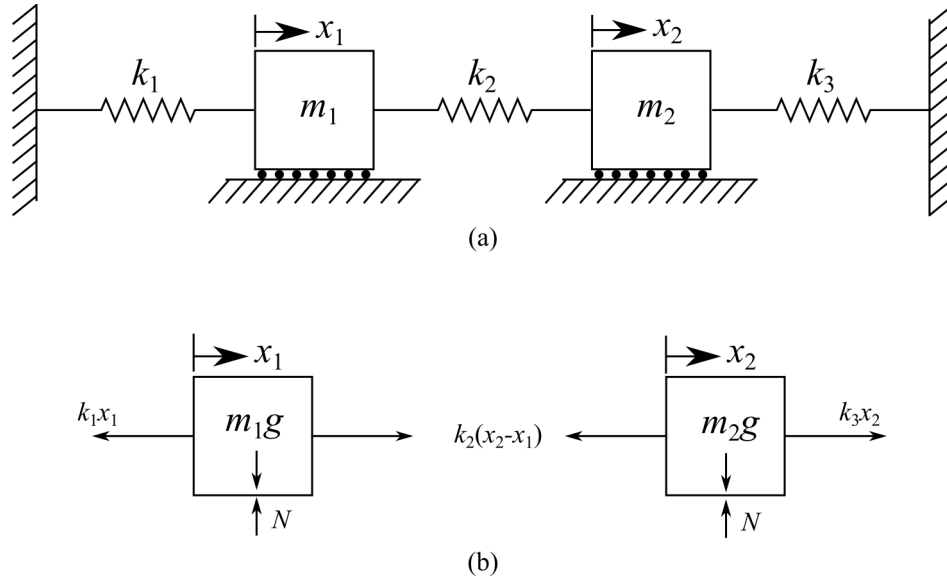 x₁ x₂
k₁ k₂ k₃
m₁ m₂
(a)
x₁ x₂
k₁x₁ m₁g k₂(x₂-x₁) m₂g k₃x₂
N N
(b)